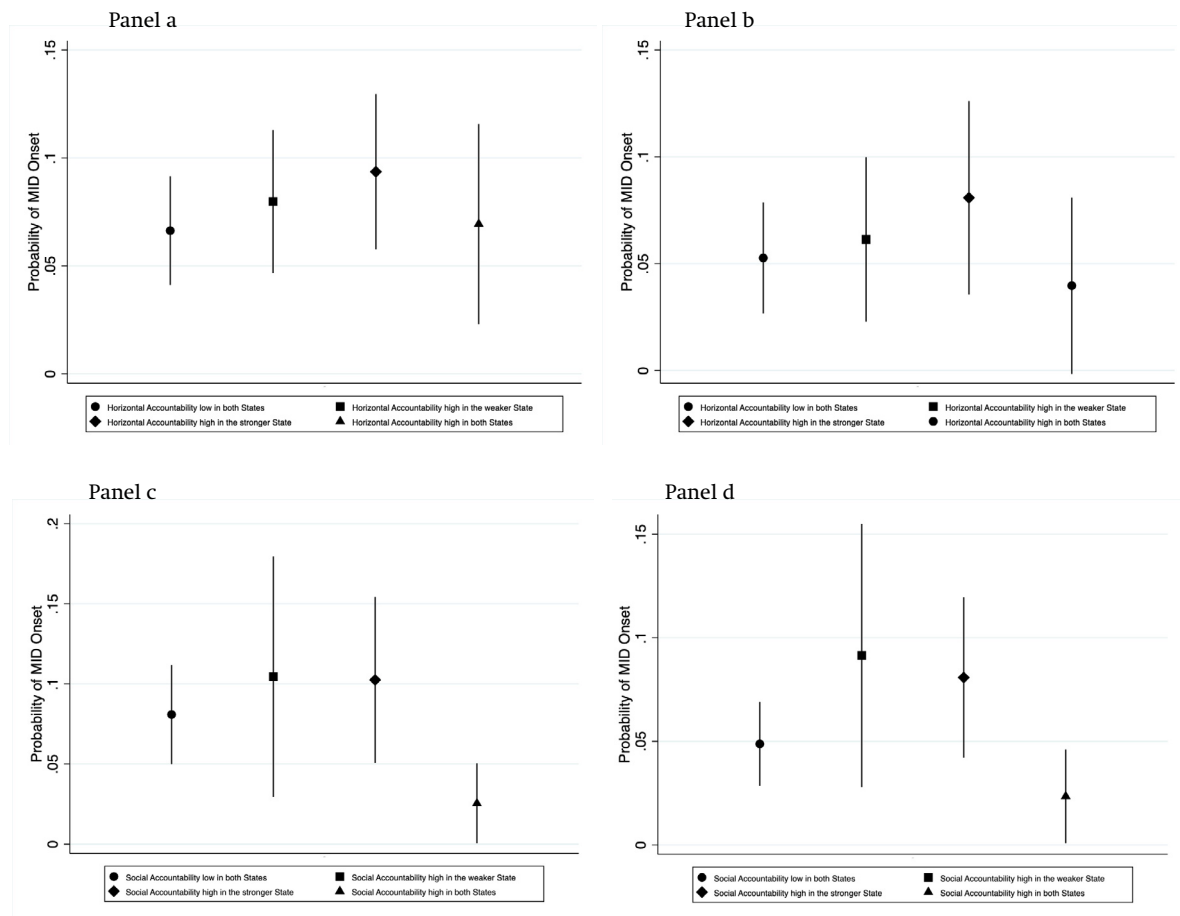 Panel a
Probability of MID Onset
.15
.1
.05
0
Horizontal Accountability low in both States
Horizontal Accountability high in the weaker State
Horizontal Accountability high in the stronger State
Horizontal Accountability high in both States
Panel b
Probability of MID Onset
.15
.1
.05
0
Horizontal Accountability low in both States
Horizontal Accountability high in the weaker State
Horizontal Accountability high in the stronger State
Horizontal Accountability high in both States
Panel c
Probability of MID Onset
.2
.15
.1
.05
0
Social Accountability low in both States
Social Accountability high in the weaker State
Social Accountability high in the stronger State
Social Accountability high in both States
Panel d
Probability of MID Onset
.15
.1
.05
0
Social Accountability low in both States
Social Accountability high in the weaker State
Social Accountability high in the stronger State
Social Accountability high in both States